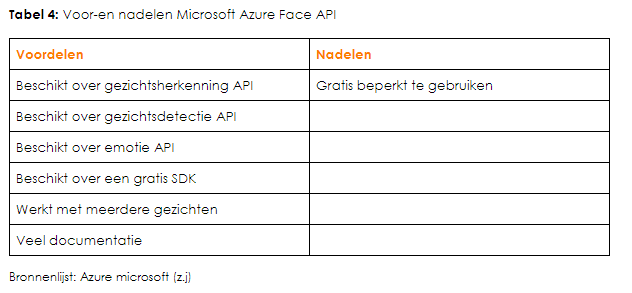 Tabel 4: Voor-en nadelen Microsoft Azure Face API
Voordelen Nadelen
Beschikt over gezichtsherkenning API Gratis beperkt te gebruiken
Beschikt over gezichtsdetectie API
Beschikt over emotie API
Beschikt over een gratis SDK
Werkt met meerdere gezichten
Veel documentatie
Bronnenlijst: Azure microsoft (z.j)